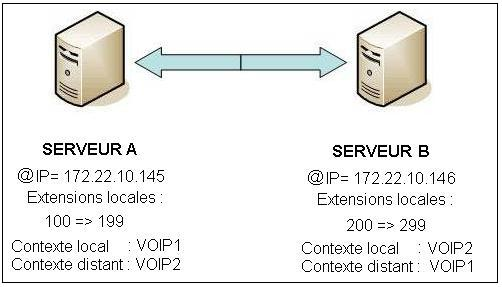 SERVEUR A
@IP= 172.22.10.145
Extensions locales :
100 => 199
Contexte local : VOIP1
Contexte distant : VOIP2
SERVEUR B
@IP= 172.22.10.146
Extensions locales :
200 => 299
Contexte local : VOIP2
Contexte distant : VOIP1